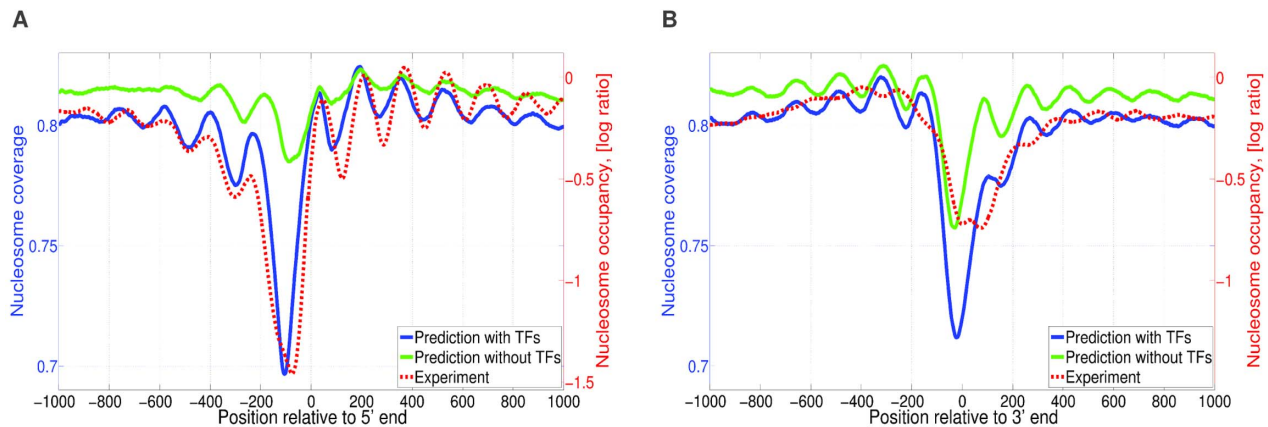 A
B
Nucleosome coverage
0.8
0.75
0.7
0
−0.5
−1
−1.5
Nucleosome occupancy, [log ratio]
Prediction with TFs
Prediction without TFs
Experiment
−1000 −800 −600 −400 −200 0 200 400 600 800 1000
Position relative to 5' end
Nucleosome coverage
0.8
0.75
0.7
0
−0.5
−1
Nucleosome occupancy, [log ratio]
Prediction with TFs
Prediction without TFs
Experiment
−1000 −800 −600 −400 −200 0 200 400 600 800 1000
Position relative to 3' end